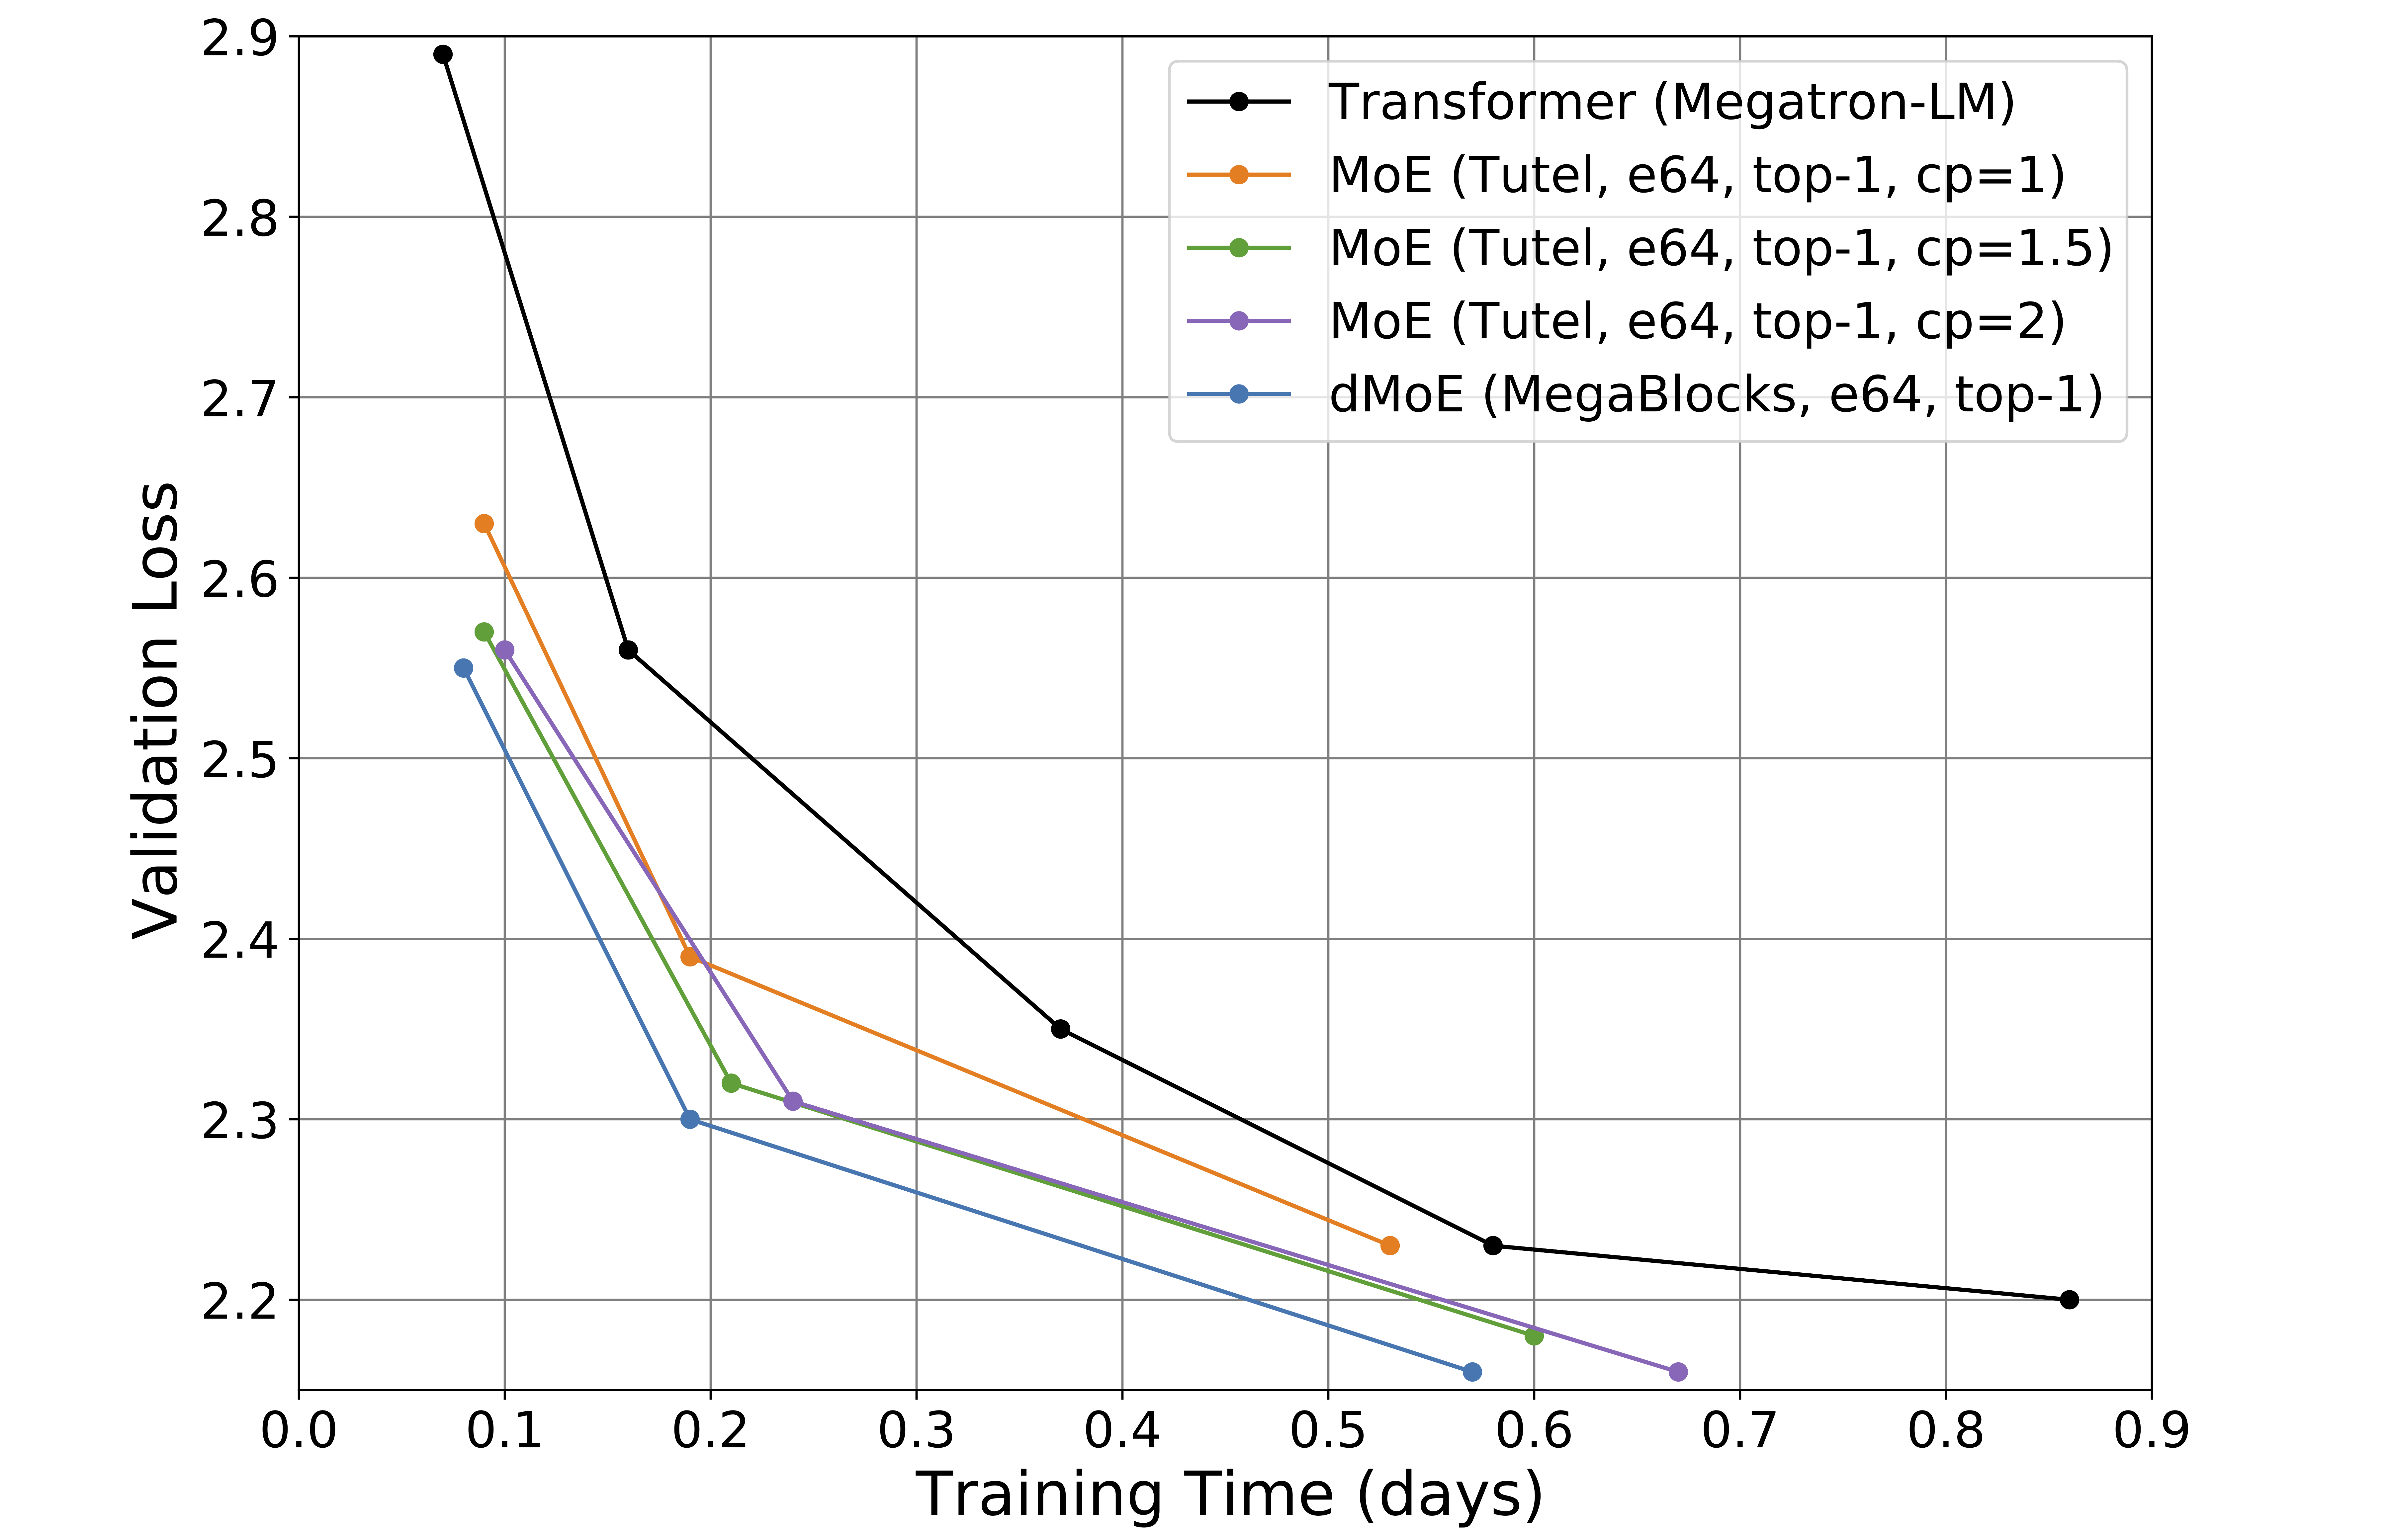 2.9
2.8
2.7
2.6
2.5
2.4
2.3
2.2
Validation Loss
Transformer (Megatron-LM)
MoE (Tutel, e64, top-1, cp=1)
MoE (Tutel, e64, top-1, cp=1.5)
MoE (Tutel, e64, top-1, cp=2)
dMoE (MegaBlocks, e64, top-1)
0.0 0.1 0.2 0.3 0.4 0.5 0.6 0.7 0.8 0.9
Training Time (days)